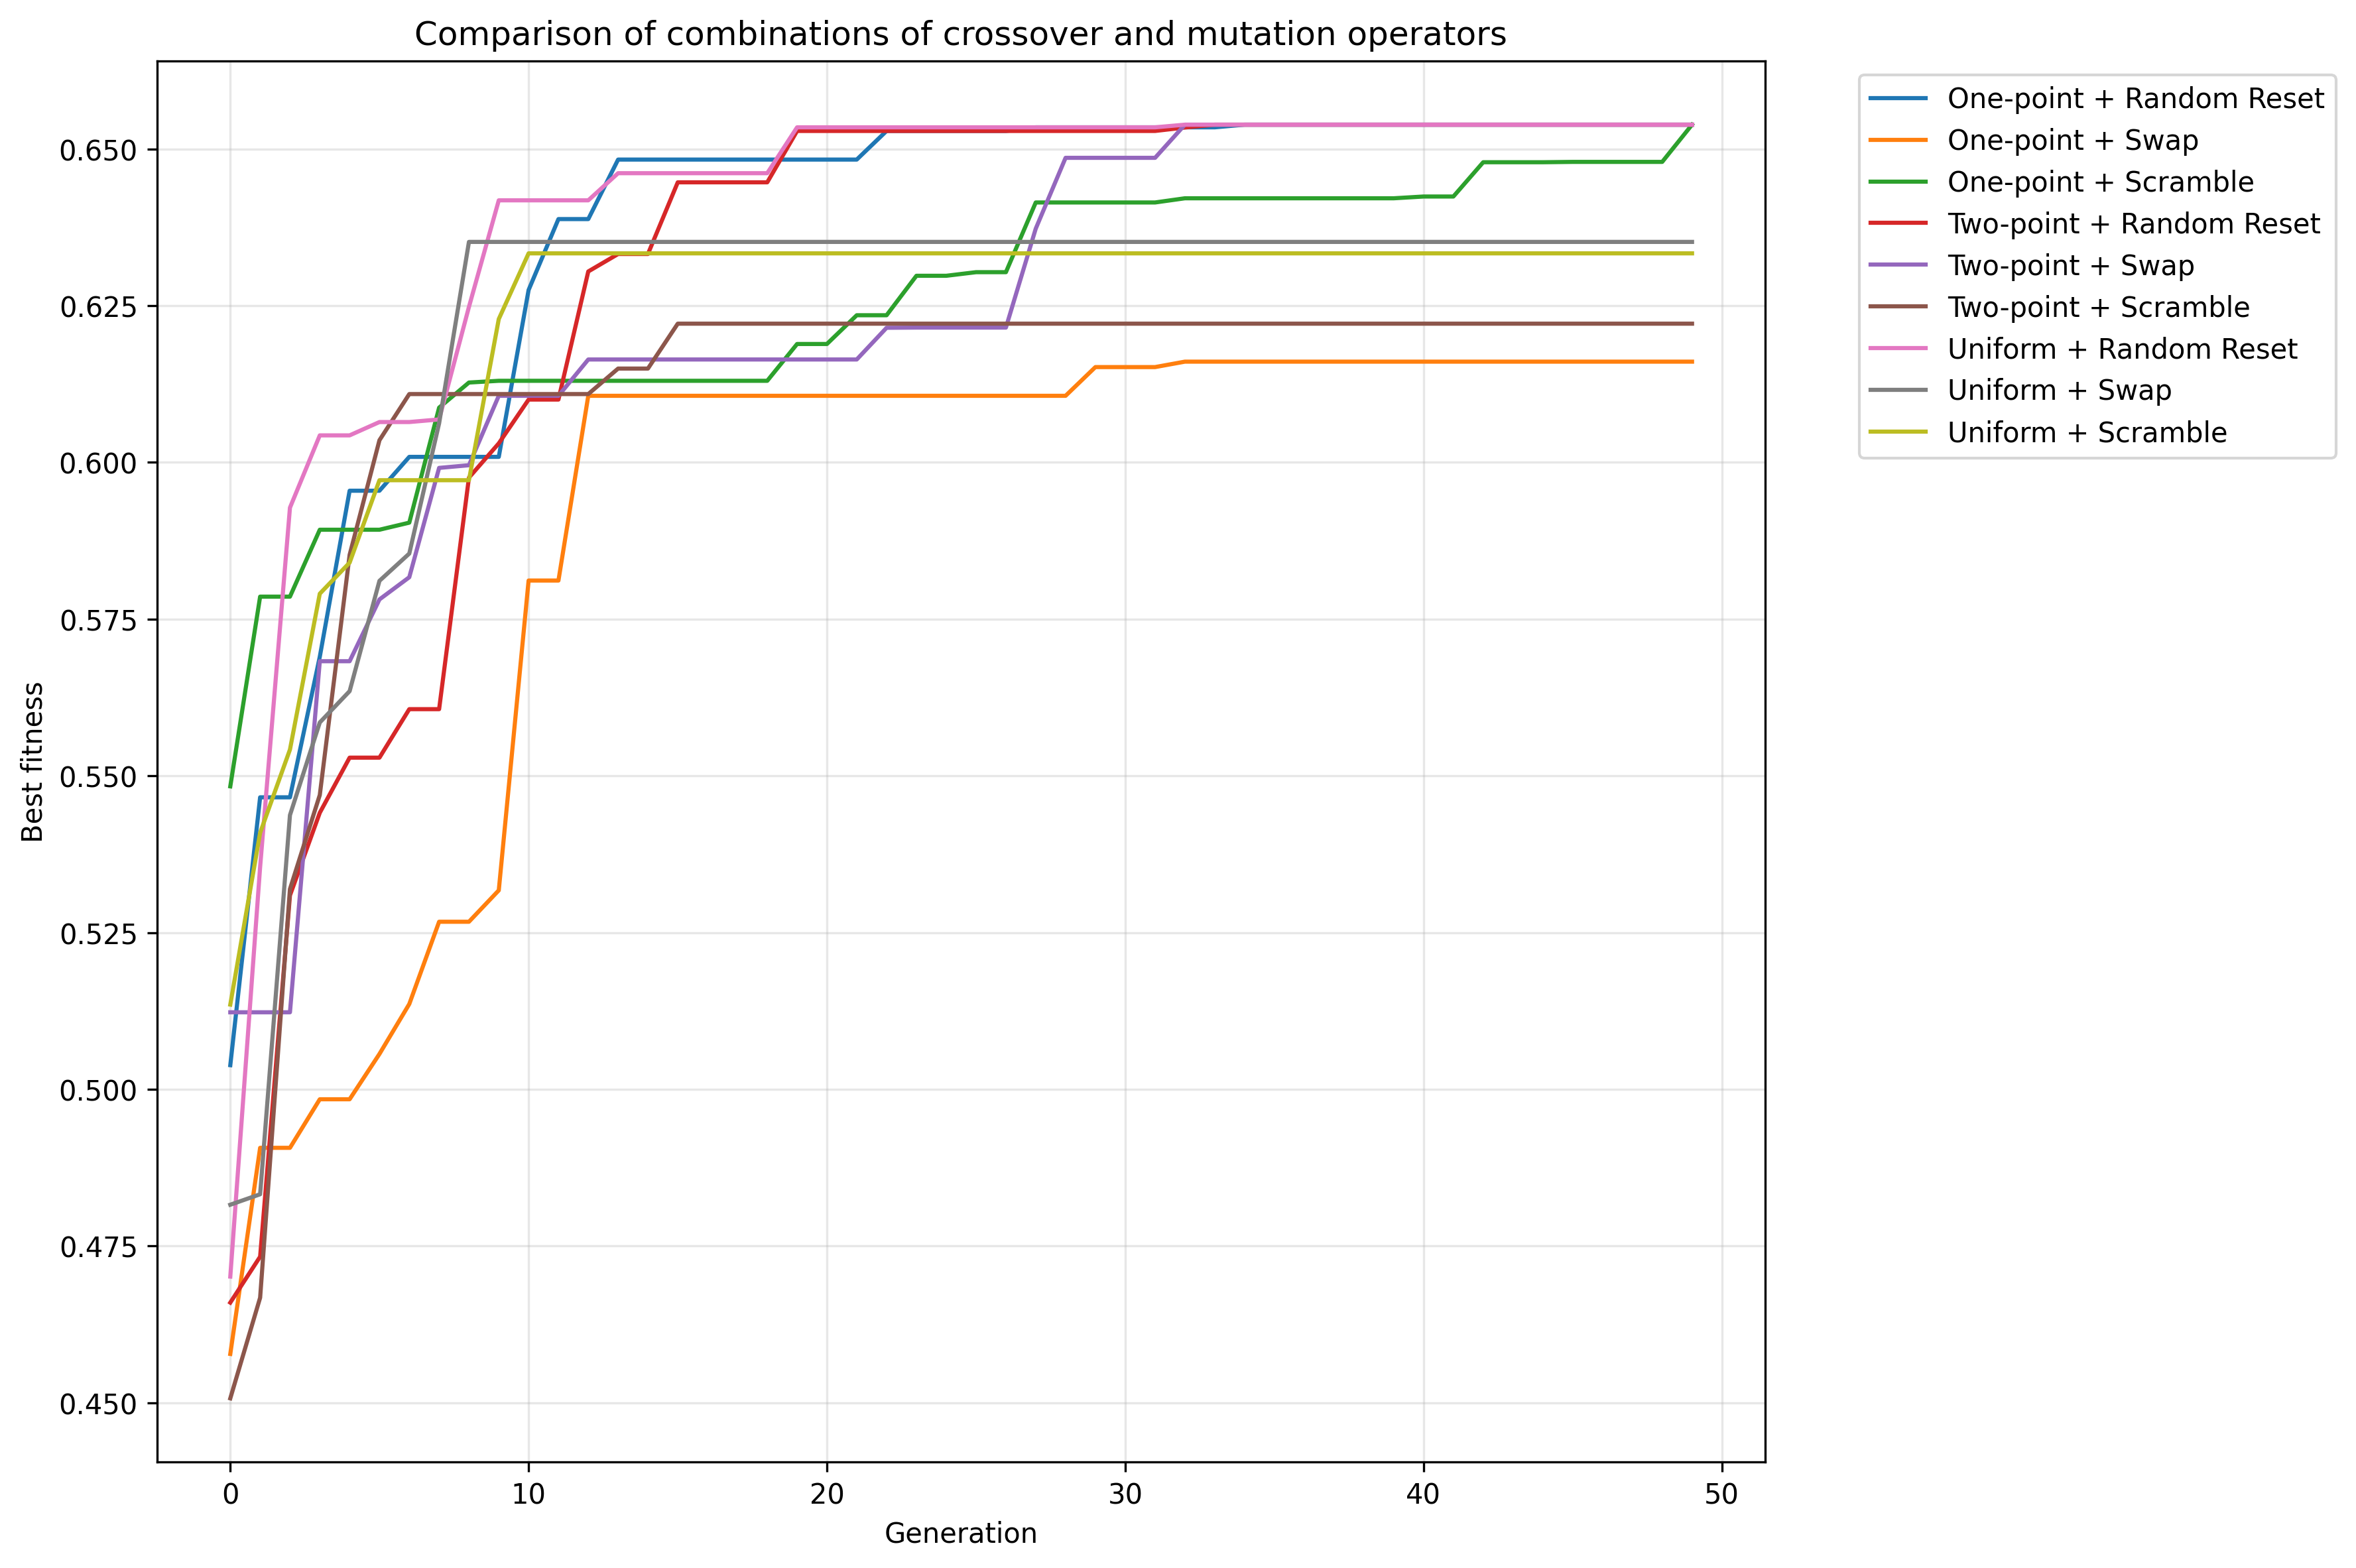 Comparison of combinations of crossover and mutation operators
One-point + Random Reset
One-point + Swap
One-point + Scramble
Two-point + Random Reset
Two-point + Swap
Two-point + Scramble
Uniform + Random Reset
Uniform + Swap
Uniform + Scramble
Best fitness
0.650
0.625
0.600
0.575
0.550
0.525
0.500
0.475
0.450
0 10 20 30 40 50
Generation